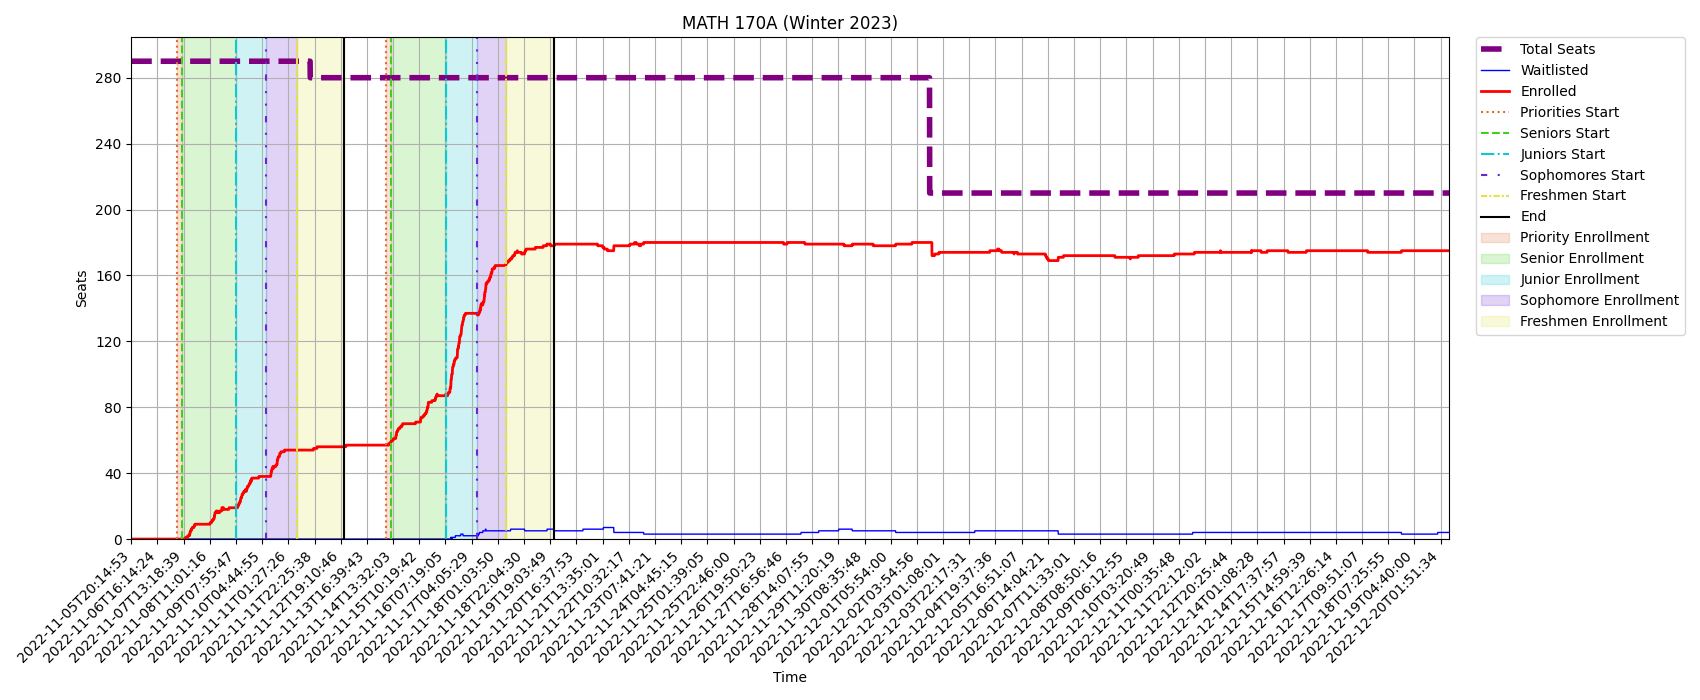 MATH 170A (Winter 2023)
280
240
200
160
120
80
40
0
Seats
2022-11-05T20:14:53
2022-11-06T16:14:24
2022-11-07T13:18:39
2022-11-08T11:01:16
2022-11-09T07:55:47
2022-11-10T04:44:55
2022-11-11T01:27:26
2022-11-11T22:25:38
2022-11-12T19:10:46
2022-11-13T16:39:43
2022-11-14T13:32:03
2022-11-15T10:19:42
2022-11-16T07:19:05
2022-11-17T04:05:29
2022-11-18T01:03:50
2022-11-18T22:04:30
2022-11-19T19:03:49
2022-11-20T16:37:53
2022-11-21T13:35:01
2022-11-22T10:32:17
2022-11-23T07:41:21
2022-11-24T04:45:15
2022-11-25T01:39:05
2022-11-25T22:46:00
2022-11-26T19:50:23
2022-11-27T16:56:46
2022-11-28T14:07:55
2022-11-29T11:20:19
2022-11-30T08:35:48
2022-12-01T05:54:00
2022-12-02T03:54:56
2022-12-03T01:08:01
2022-12-03T22:17:31
2022-12-04T19:37:36
2022-12-05T16:51:07
2022-12-06T14:04:21
2022-12-07T11:33:01
2022-12-08T08:50:16
2022-12-09T06:12:55
2022-12-10T03:20:49
2022-12-11T00:35:48
2022-12-11T22:12:02
2022-12-12T20:25:44
2022-12-14T01:08:28
2022-12-14T17:37:57
2022-12-15T14:59:39
2022-12-16T12:26:14
2022-12-17T09:51:07
2022-12-18T07:25:55
2022-12-19T04:40:00
2022-12-20T01:51:34
Time
Total Seats
Waitlisted
Enrolled
Priorities Start
Seniors Start
Juniors Start
Sophomores Start
Freshmen Start
End
Priority Enrollment
Senior Enrollment
Junior Enrollment
Sophomore Enrollment
Freshmen Enrollment